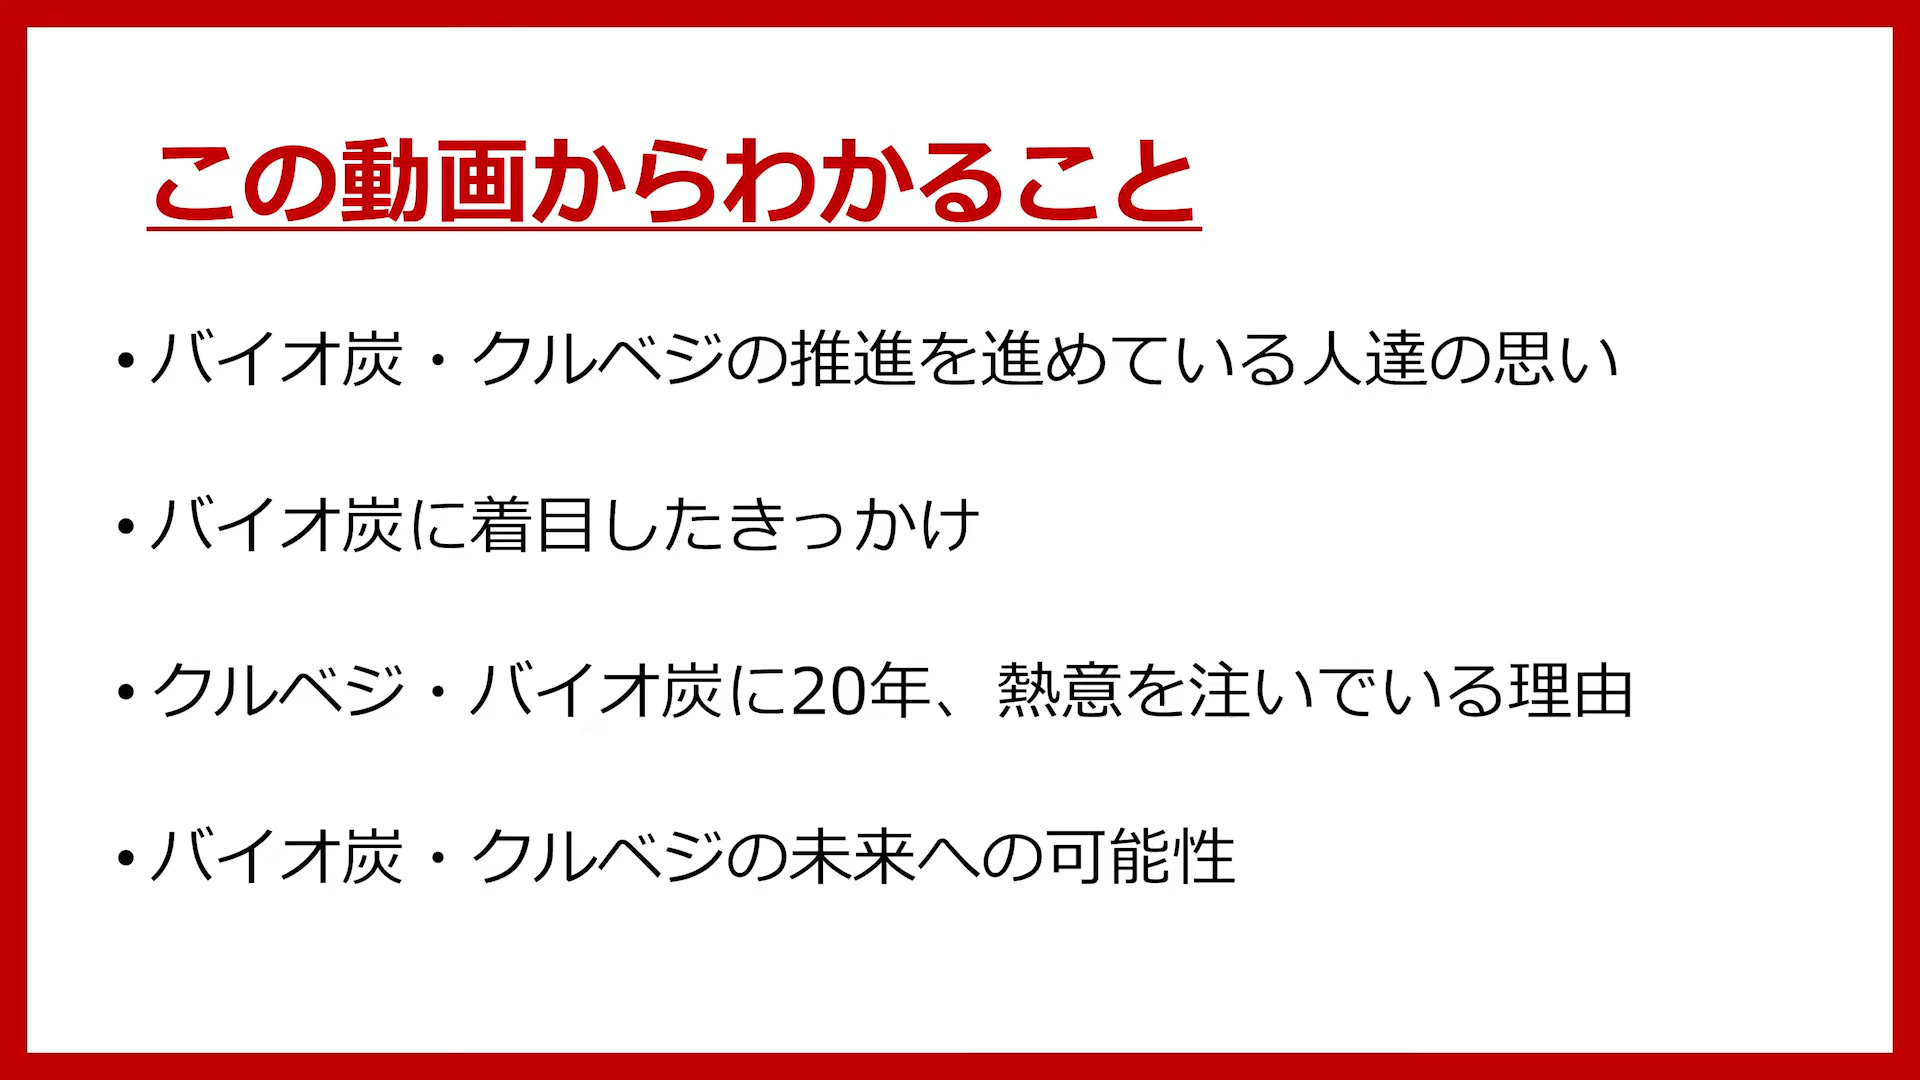 この動画からわかること
• バイオ炭・クルベジの推進を進めている人達の思い
• バイオ炭に着目したきっかけ
• クルベジ・バイオ炭に20年、熱意を注いでいる理由
• バイオ炭・クルベジの未来への可能性